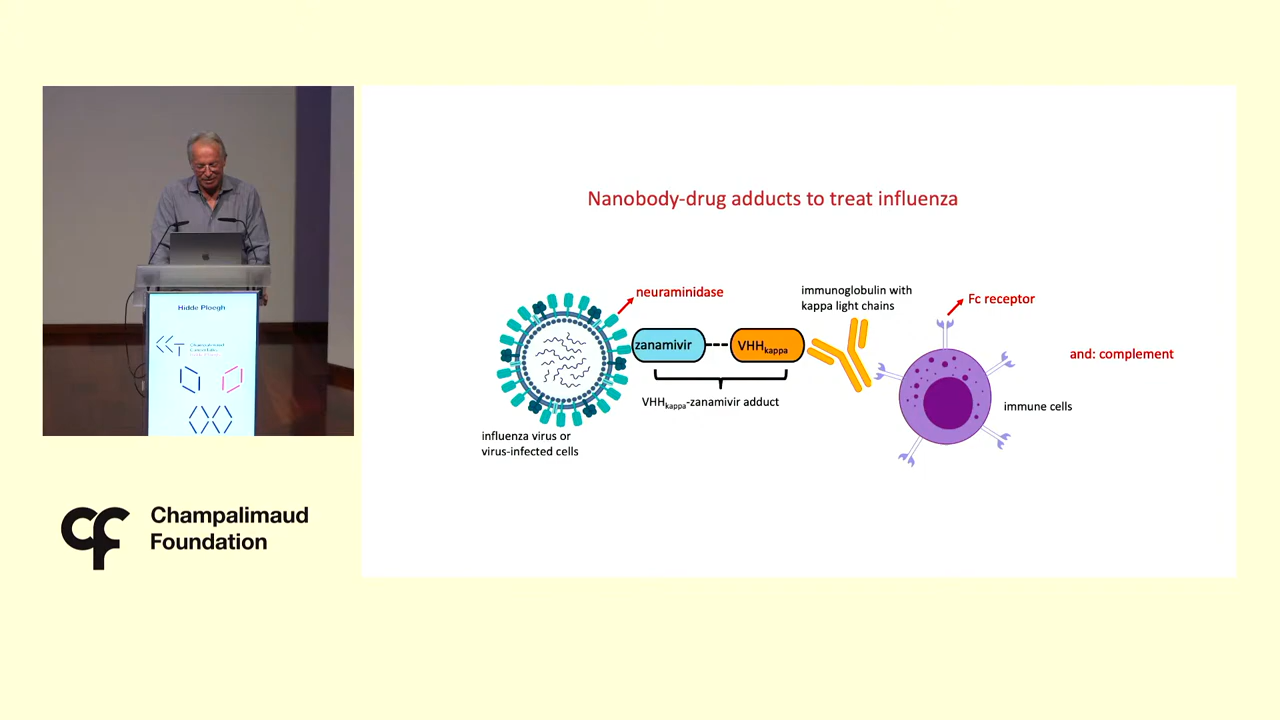 Hidde Ploegh
Champalimaud
Foundation
Nanobody-drug adducts to treat influenza
neuraminidase
immunoglobulin with
kappa light chains
Fc receptor
zanamivir
VHHkappa
and: complement
VHHkappa-zanamivir adduct
immune cells
influenza virus or
virus-infected cells